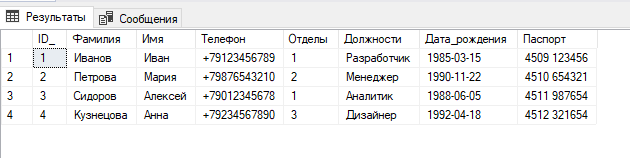 Результаты Сообщения
ID_ Фамилия Имя Телефон Отделы Должности Дата_рождения Паспорт
1 1 Иванов Иван +79123456789 1 Разработчик 1985-03-15 4509 123456
2 2 Петрова Мария +79876543210 2 Менеджер 1990-11-22 4510 654321
3 3 Сидоров Алексей +79012345678 1 Аналитик 1988-06-05 4511 987654
4 4 Кузнецова Анна +79234567890 3 Дизайнер 1992-04-18 4512 321654